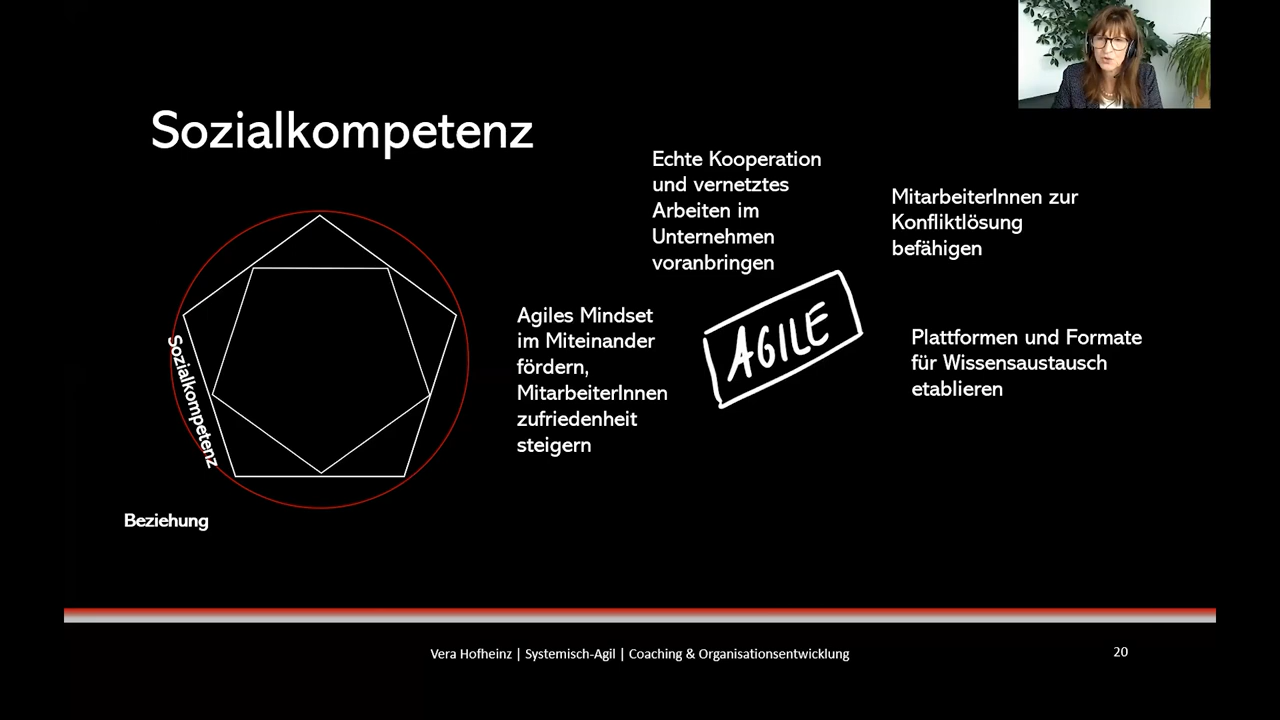 Sozialkompetenz
Echte Kooperation
und vernetztes
Arbeiten im
Unternehmen
voranbringen
MitarbeiterInnen zur
Konfliktlösung
befähigen
Agiles Mindset
im Miteinander
fördern,
MitarbeiterInnen
zufriedenheit
steigern
AGILE
Plattformen und Formate
für Wissensaustausch
etablieren
Sozialkompetenz
Beziehung
Vera Hofheinz | Systemisch-Agil | Coaching & Organisationsentwicklung
20